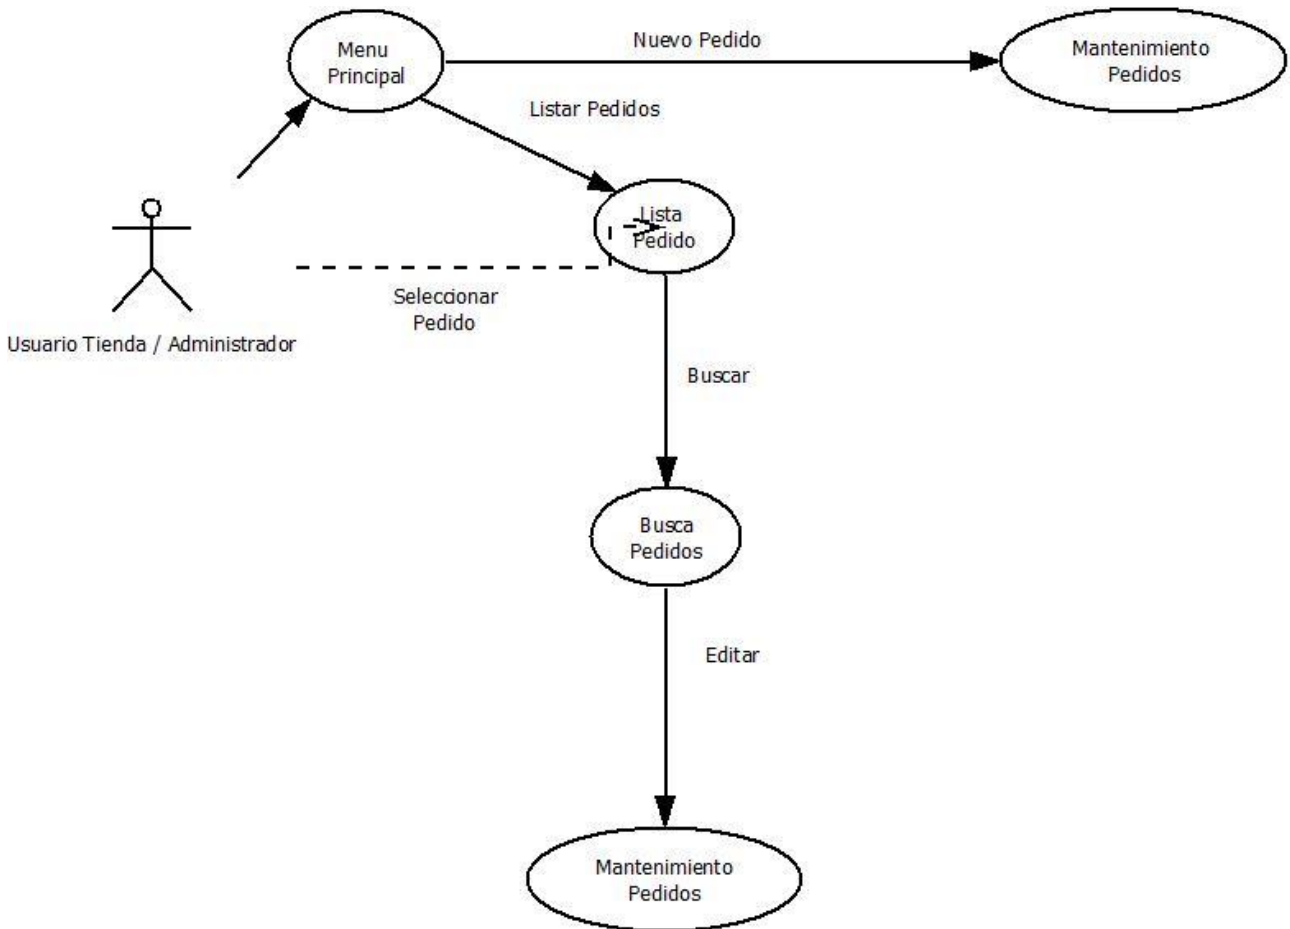 Menu
Principal
Nuevo Pedido
Mantenimiento
Pedidos
Listar Pedidos
Lista
Pedido
Seleccionar
Pedido
Usuario Tienda / Administrador
Buscar
Busca
Pedidos
Editar
Mantenimiento
Pedidos